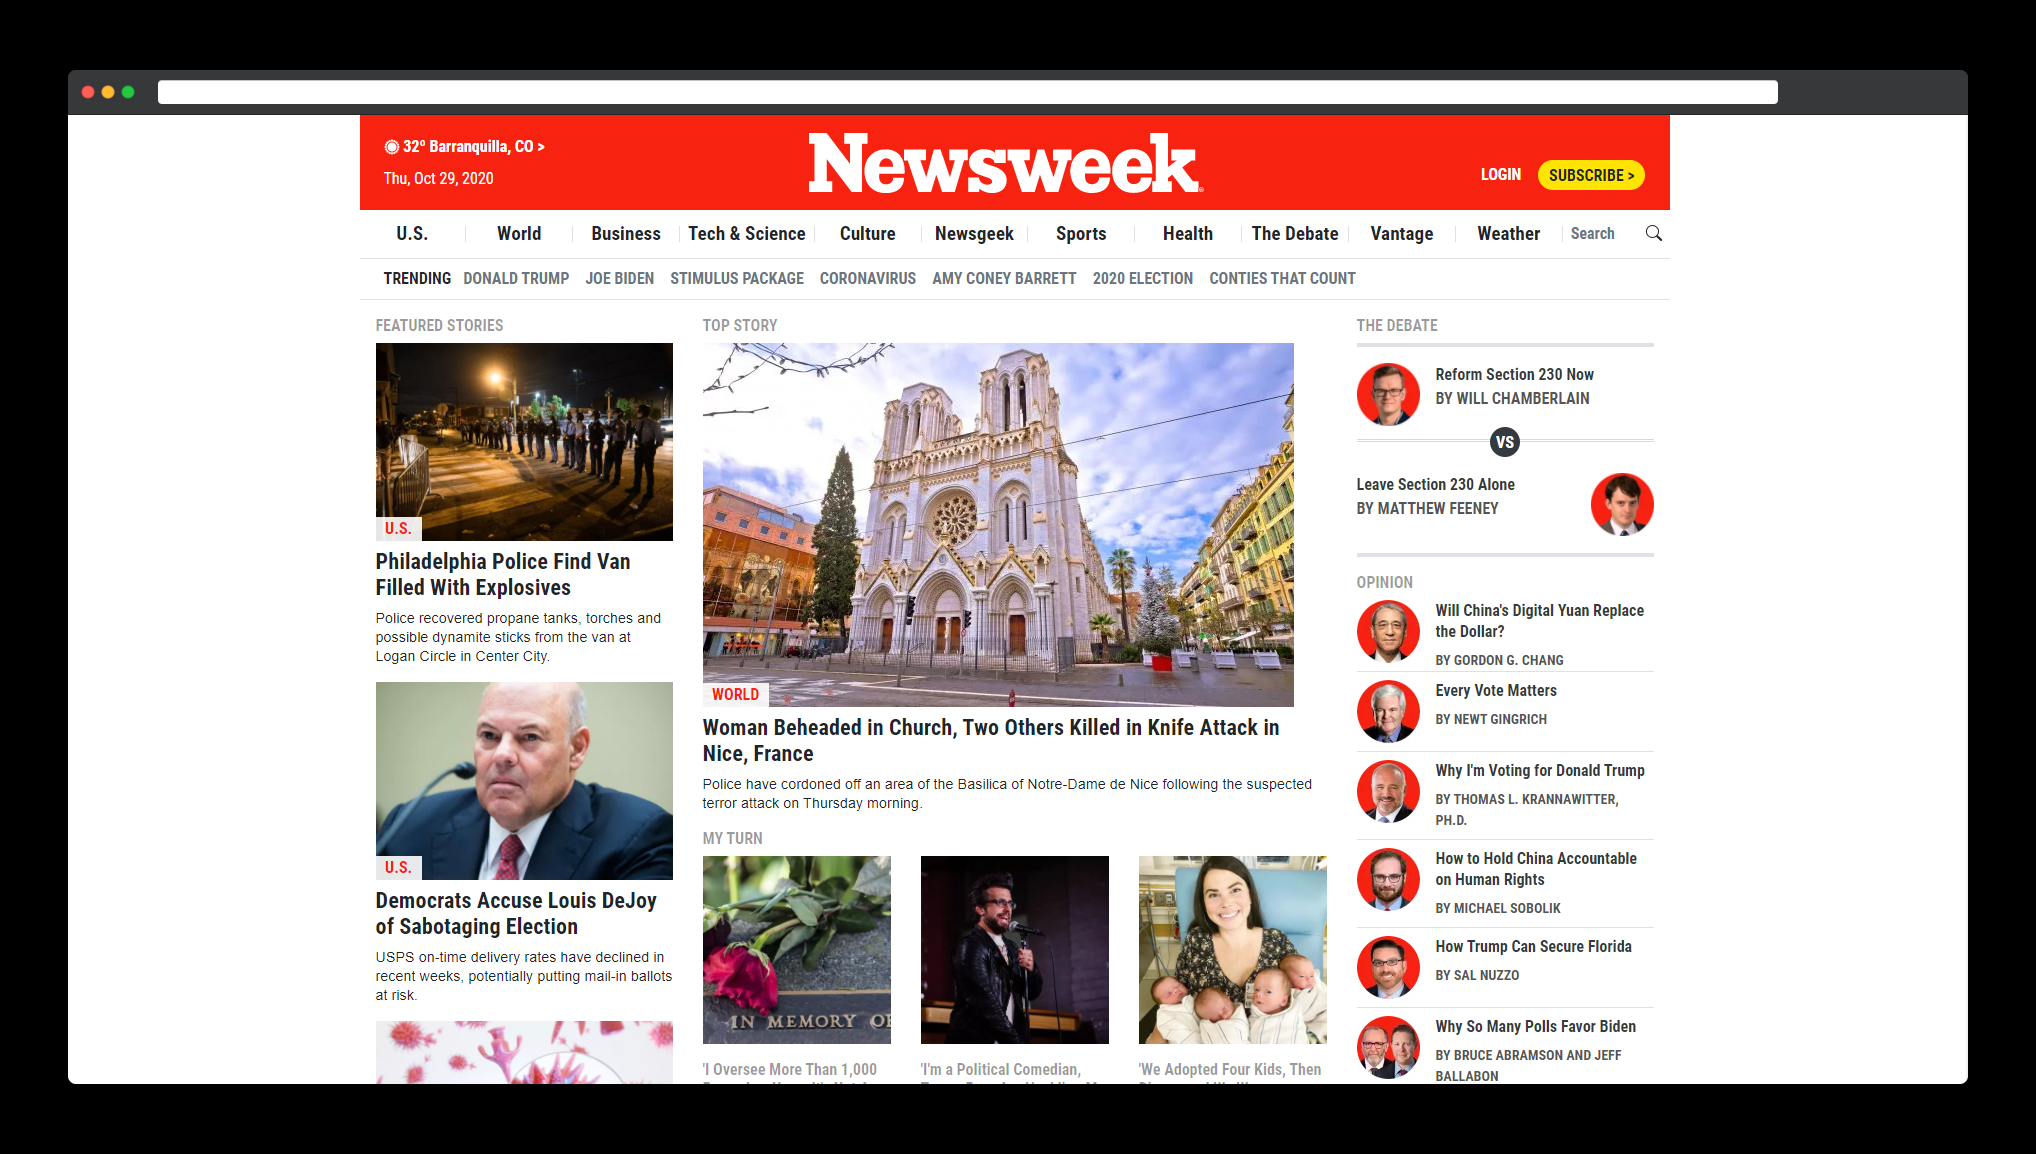 32º Barranquilla, CO >
Thu, Oct 29, 2020
Newsweek
LOGIN
SUBSCRIBE >
U.S.
World
Business
Tech & Science
Culture
Newsgeek
Sports
Health
The Debate
Vantage
Weather
Search
TRENDING DONALD TRUMP JOE BIDEN STIMULUS PACKAGE CORONAVIRUS AMY CONEY BARRETT 2020 ELECTION CONTIES THAT COUNT
FEATURED STORIES
U.S.
Philadelphia Police Find Van
Filled With Explosives
Police recovered propane tanks, torches and
possible dynamite sticks from the van at
Logan Circle in Center City.
U.S.
Democrats Accuse Louis DeJoy
of Sabotaging Election
USPS on-time delivery rates have declined in
recent weeks, potentially putting mail-in ballots
at risk.
TOP STORY
WORLD
Woman Beheaded in Church, Two Others Killed in Knife Attack in
Nice, France
Police have cordoned off an area of the Basilica of Notre-Dame de Nice following the suspected
terror attack on Thursday morning.
MY TURN
IN MEMORY OF
'I Oversee More Than 1,000
'I'm a Political Comedian,
'We Adopted Four Kids, Then
THE DEBATE
Reform Section 230 Now
BY WILL CHAMBERLAIN
VS
Leave Section 230 Alone
BY MATTHEW FEENEY
OPINION
Will China's Digital Yuan Replace
the Dollar?
BY GORDON G. CHANG
Every Vote Matters
BY NEWT GINGRICH
Why I'm Voting for Donald Trump
BY THOMAS L. KRANNAWITTER,
PH.D.
How to Hold China Accountable
on Human Rights
BY MICHAEL SOBOLIK
How Trump Can Secure Florida
BY SAL NUZZO
Why So Many Polls Favor Biden
BY BRUCE ABRAMSON AND JEFF
BALLABON